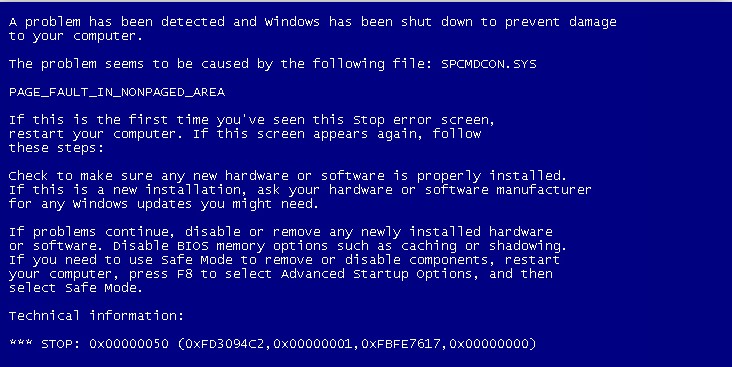 A problem has been detected and Windows has been shut down to prevent damage
to your computer.
The problem seems to be caused by the following file: SPCMDCON.SYS
PAGE_FAULT_IN_NONPAGED_AREA
If this is the first time you've seen this Stop error screen,
restart your computer. If this screen appears again, follow
these steps:
Check to make sure any new hardware or software is properly installed.
If this is a new installation, ask your hardware or software manufacturer
for any Windows updates you might need.
If problems continue, disable or remove any newly installed hardware
or software. Disable BIOS memory options such as caching or shadowing.
If you need to use Safe Mode to remove or disable components, restart
your computer, press F8 to select Advanced Startup Options, and then
select Safe Mode.
Technical information:
*** STOP: 0x00000050 (0xFD3094C2,0x00000001,0xFBFE7617,0x00000000)